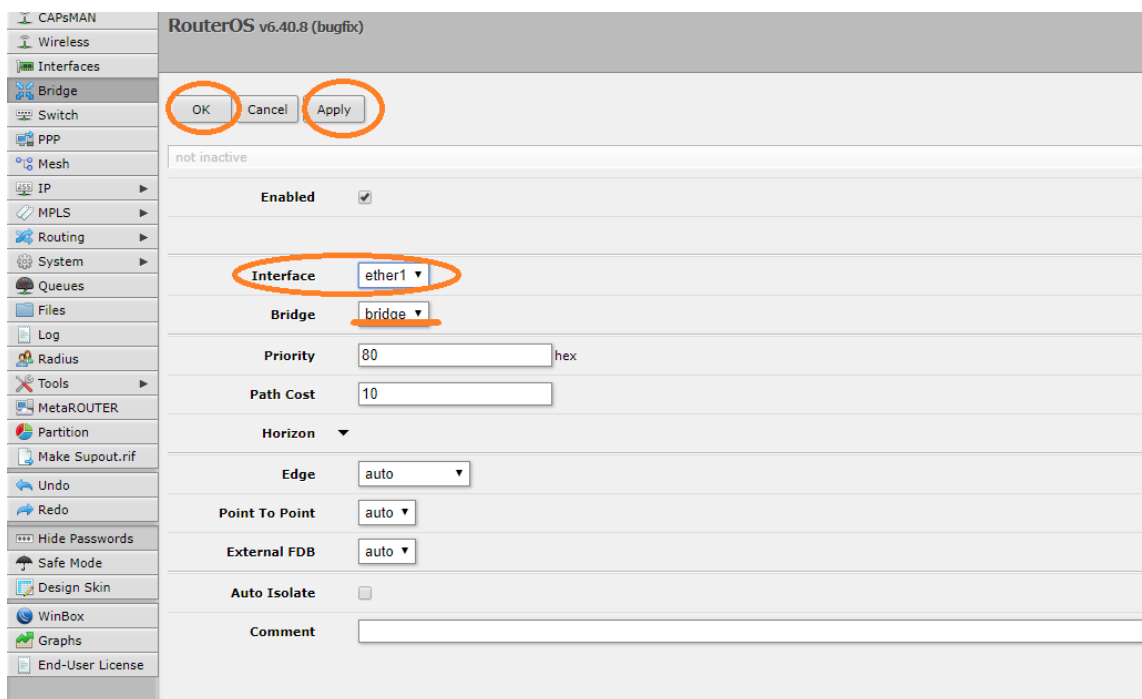 CAPsMAN
Wireless
Interfaces
Bridge
Switch
PPP
Mesh
IP
MPLS
Routing
System
Queues
Files
Log
Radius
Tools
MetaROUTER
Partition
Make Supout.rif
Undo
Redo
Hide Passwords
Safe Mode
Design Skin
WinBox
Graphs
End-User License
RouterOS v6.40.8 (bugfix)
OK Cancel Apply
not inactive
Enabled
Interface ether1
Bridge bridge
Priority 80 hex
Path Cost 10
Horizon
Edge auto
Point To Point auto
External FDB auto
Auto Isolate
Comment